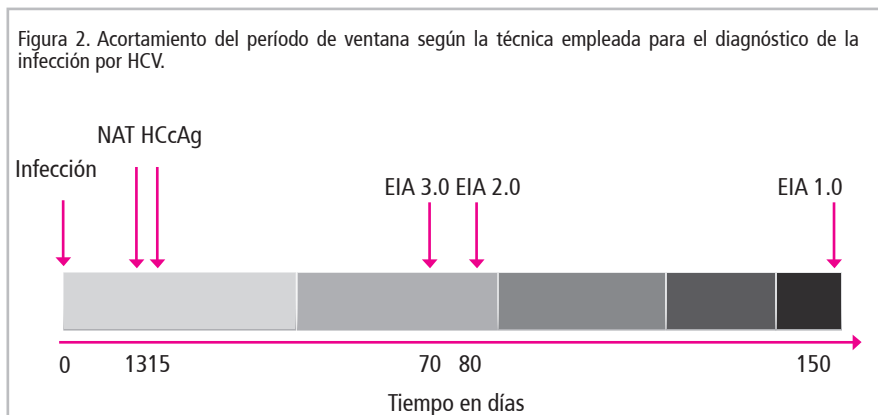 Figura 2. Acortamiento del período de ventana según la técnica empleada para el diagnóstico de la
infección por HCV.
NAT HCcAg
Infección
EIA 3.0 EIA 2.0
EIA 1.0
0
1315
70
80
150
Tiempo en días